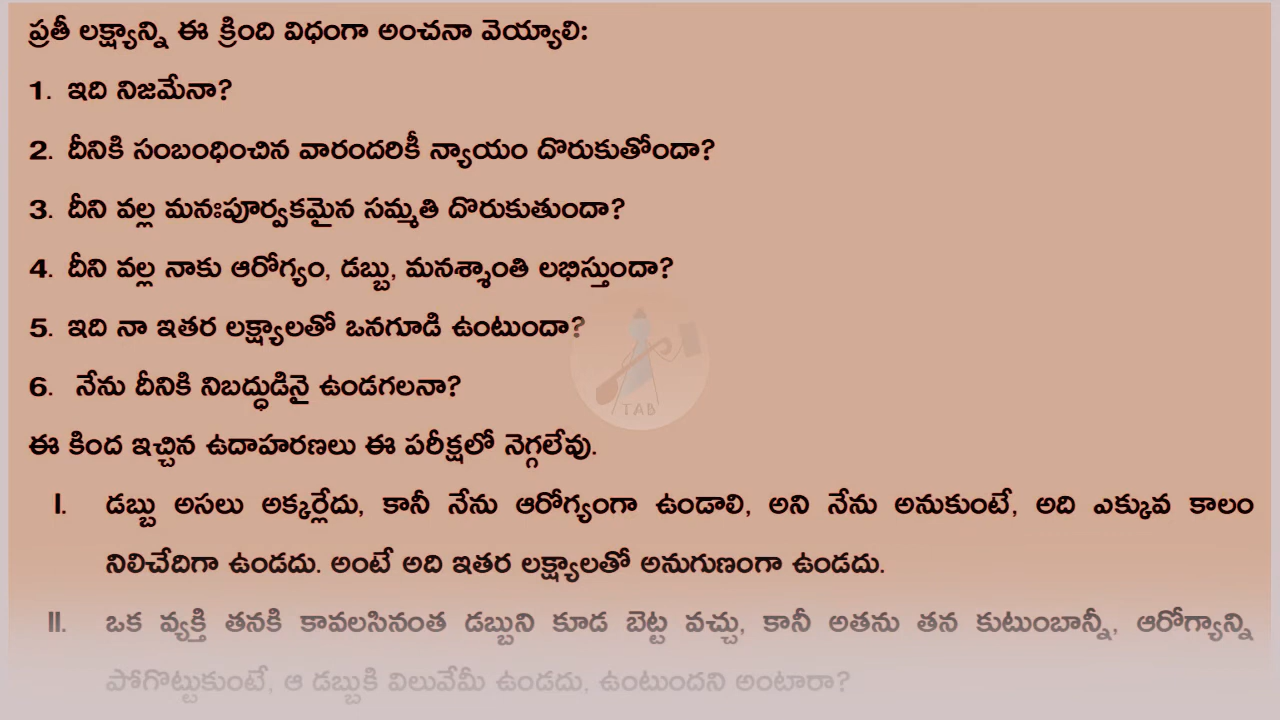 ప్రతీ లక్ష్యాన్ని ఈ క్రింది విధంగా అంచనా వెయ్యాలి:
1. ఇది నిజమేనా?
2. దీనికి సంబంధించిన వారందరికీ న్యాయం దొరుకుతోందా?
3. దీని వల్ల మనఃపూర్వకమైన సమ్మతి దొరుకుతుందా?
4. దీని వల్ల నాకు ఆరోగ్యం, డబ్బు, మనశ్శాంతి లభిస్తుందా?
5. ఇది నా ఇతర లక్ష్యాలతో ఒనగూడి ఉంటుందా?
TAB
6. నేను దీనికి నిబద్ధుడినై ఉండగలనా?
ఈ కింద ఇచ్చిన ఉదాహరణలు ఈ పరీక్షలో నెగ్గలేవు.
I. డబ్బు అసలు అక్కర్లేదు, కానీ నేను ఆరోగ్యంగా ఉండాలి, అని నేను అనుకుంటే, అది ఎక్కువ కాలం
నిలిచేదిగా ఉండదు. అంటే అది ఇతర లక్ష్యాలతో అనుగుణంగా ఉండదు.
II. ఒక వ్యక్తి తనకి కావలసినంత డబ్బుని కూడ బెట్ట వచ్చు, కానీ అతను తన కుటుంబాన్నీ, ఆరోగ్యాన్ని
పోగొట్టుకుంటే, ఆ డబ్బుకి విలువేమీ ఉండదు, ఉంటుందని అంటారా?